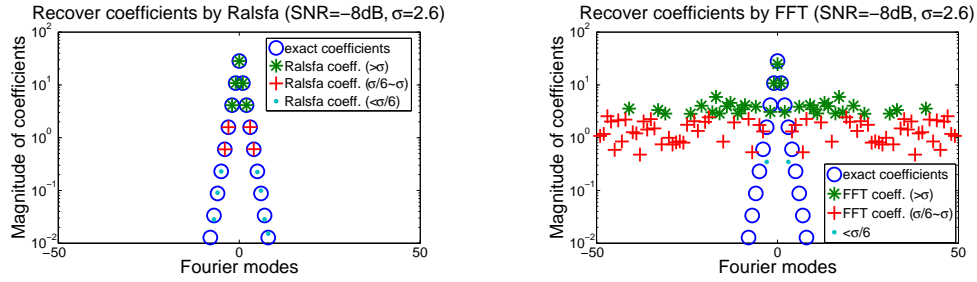 Recover coefficients by Ralsfa (SNR=−8dB, σ=2.6)
Magnitude of coefficients
10^2
10^1
10^0
10^−1
10^−2
−50
0
50
Fourier modes
exact coefficients
Ralsfa coeff. (>σ)
Ralsfa coeff. (σ/6~σ)
Ralsfa coeff. (<σ/6)
Recover coefficients by FFT (SNR=−8dB, σ=2.6)
Magnitude of coefficients
10^2
10^1
10^0
10^−1
10^−2
−50
0
50
Fourier modes
exact coefficients
FFT coeff. (>σ)
FFT coeff. (σ/6~σ)
<σ/6